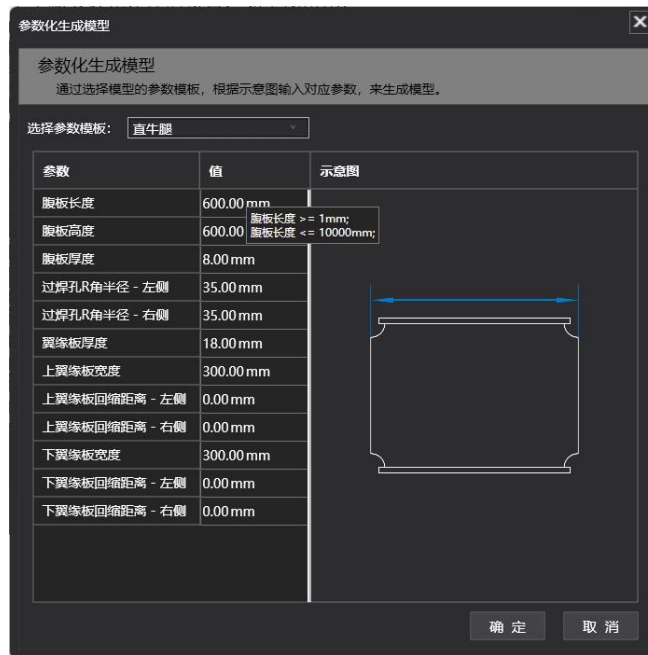 参数化生成模型
参数化生成模型
通过选择模型的参数模板，根据示意图输入对应参数，来生成模型。
选择参数模板： 直牛腿
参数 值 示意图
腹板长度 600.00 mm
腹板高度 600.00
腹板长度 >= 1mm;
腹板长度 <= 10000mm;
腹板厚度 8.00 mm
过焊孔R角半径 - 左侧 35.00 mm
过焊孔R角半径 - 右侧 35.00 mm
翼缘板厚度 18.00 mm
上翼缘板宽度 300.00 mm
上翼缘板回缩距离 - 左侧 0.00 mm
上翼缘板回缩距离 - 右侧 0.00 mm
下翼缘板宽度 300.00 mm
下翼缘板回缩距离 - 左侧 0.00 mm
下翼缘板回缩距离 - 右侧 0.00 mm
确 定 取 消